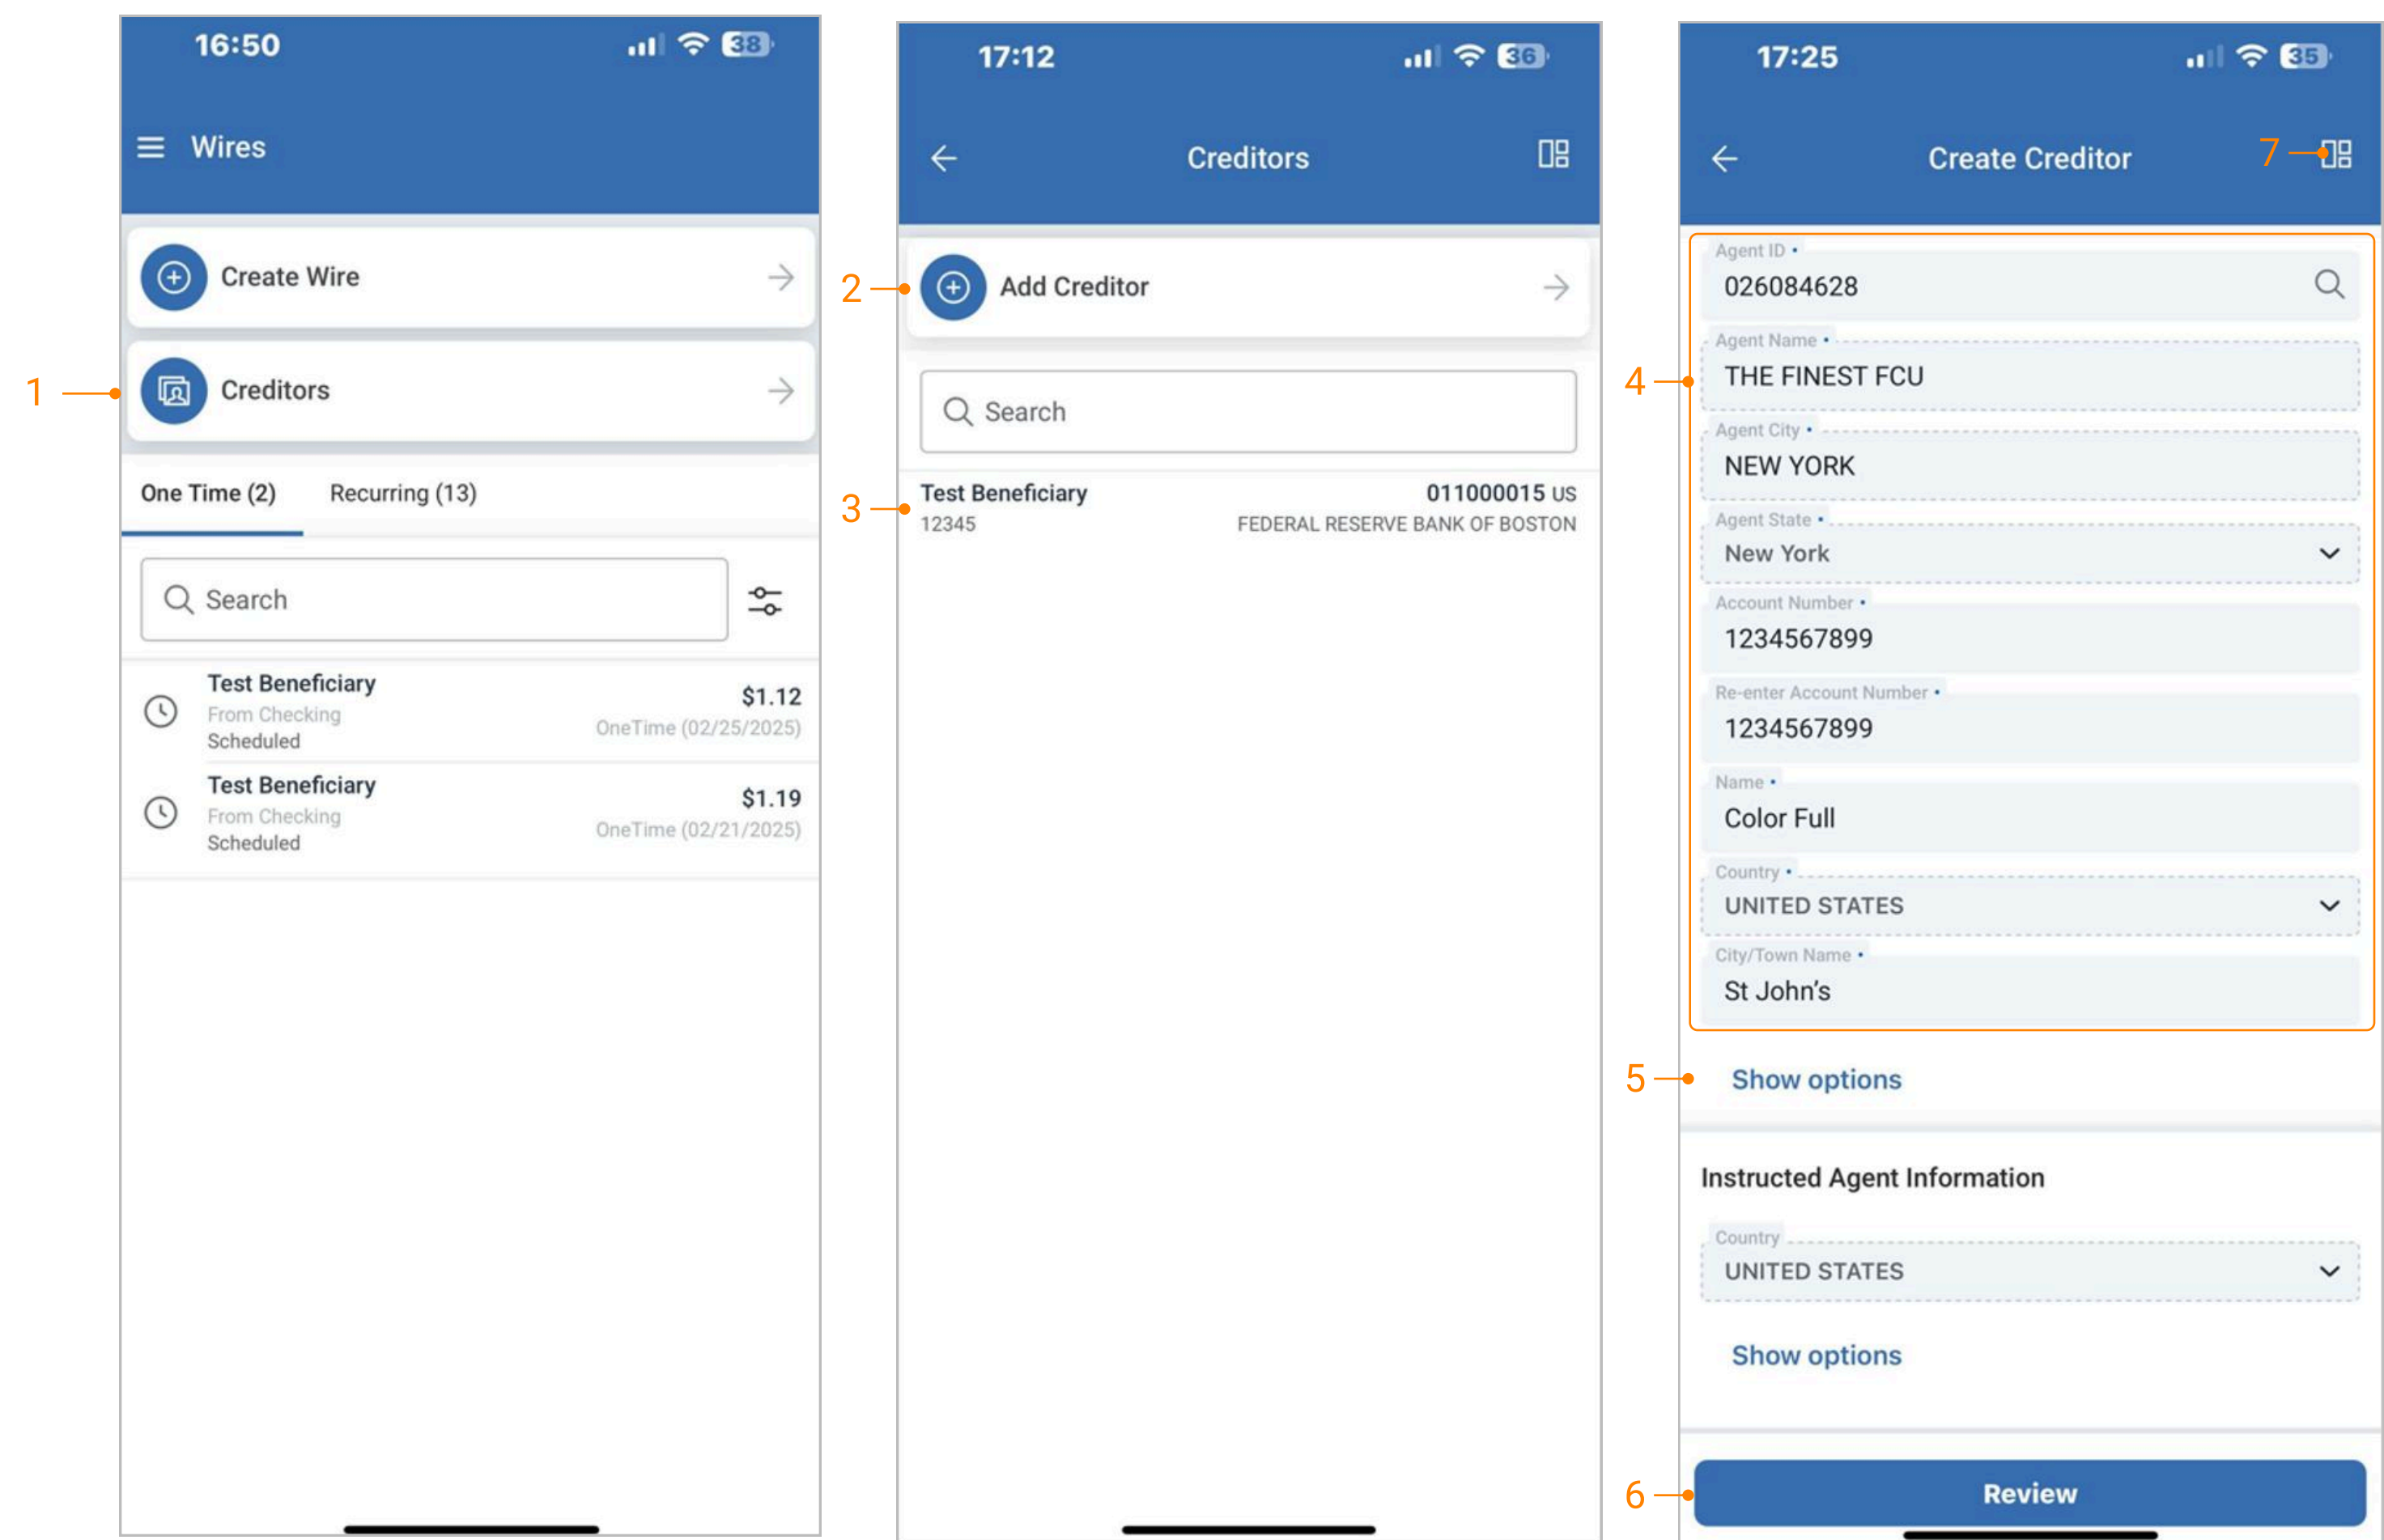 16:50
38
Wires
Create Wire
1
Creditors
One Time (2) Recurring (13)
Search
Test Beneficiary
$1.12
From Checking
OneTime (02/25/2025)
Scheduled
Test Beneficiary
$1.19
From Checking
OneTime (02/21/2025)
Scheduled
17:12
36
Creditors
2
Add Creditor
Search
3
Test Beneficiary
011000015 US
12345
FEDERAL RESERVE BANK OF BOSTON
17:25
35
Create Creditor
7
4
Agent ID •
026084628
Agent Name •
THE FINEST FCU
Agent City •
NEW YORK
Agent State •
New York
Account Number •
1234567899
Re-enter Account Number •
1234567899
Name •
Color Full
Country •
UNITED STATES
City/Town Name •
St John’s
5
Show options
Instructed Agent Information
Country
UNITED STATES
Show options
6
Review